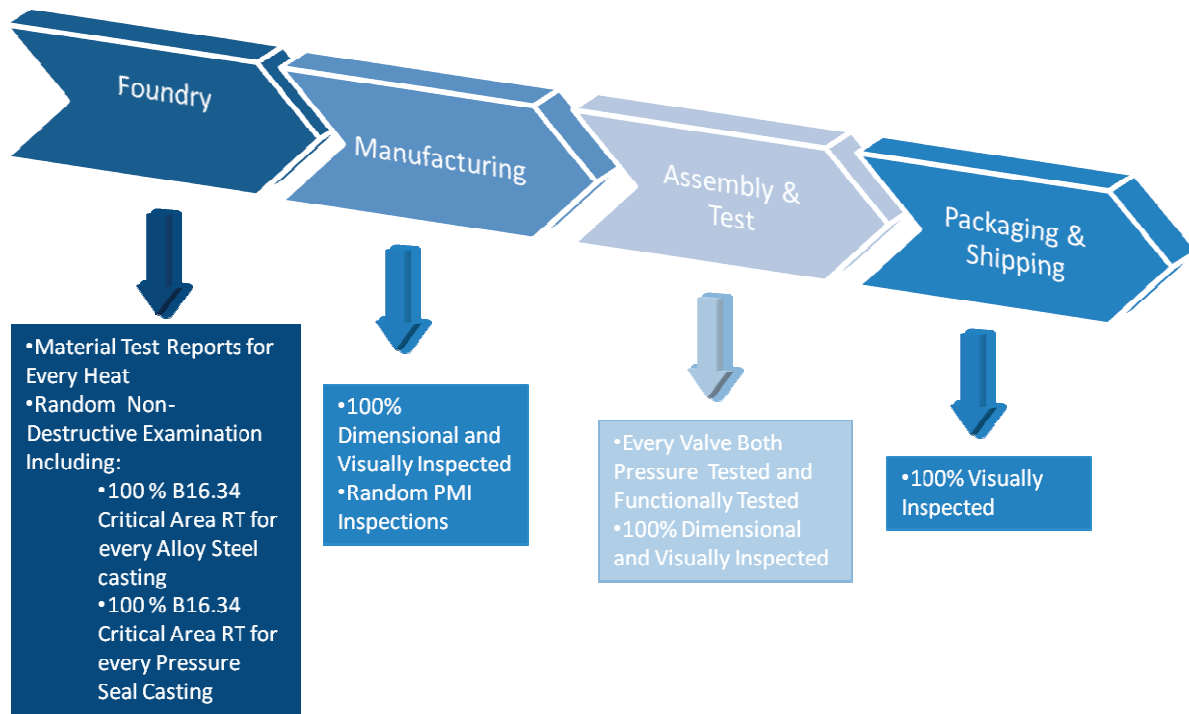 Foundry
Manufacturing
Assembly &
Test
Packaging &
Shipping
•Material Test Reports for
Every Heat
•Random Non-
Destructive Examination
Including:
•100 % B16.34
Critical Area RT for
every Alloy Steel
casting
•100 % B16.34
Critical Area RT for
every Pressure
Seal Casting
•100%
Dimensional and
Visually Inspected
•Random PMI
Inspections
•Every Valve Both
Pressure Tested and
Functionally Tested
•100% Dimensional
and Visually Inspected
•100% Visually
Inspected